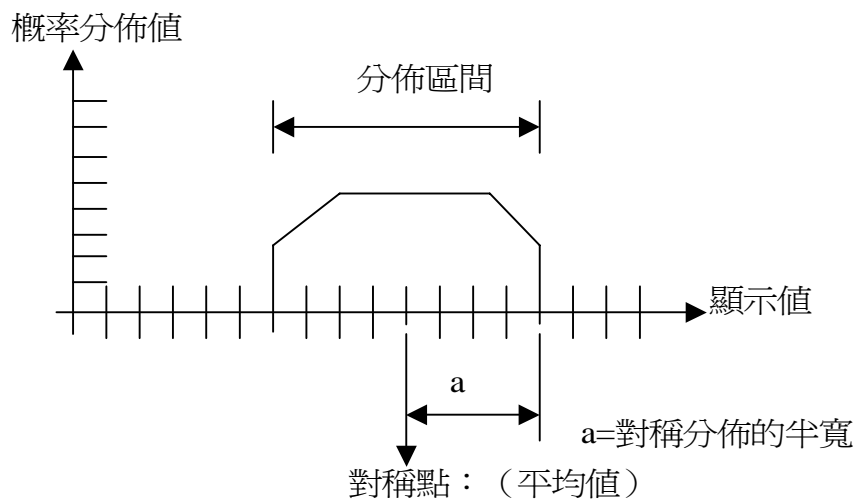 概率分佈值
分佈區間
顯示值
a
a=對稱分佈的半寬
對稱點：（平均值）